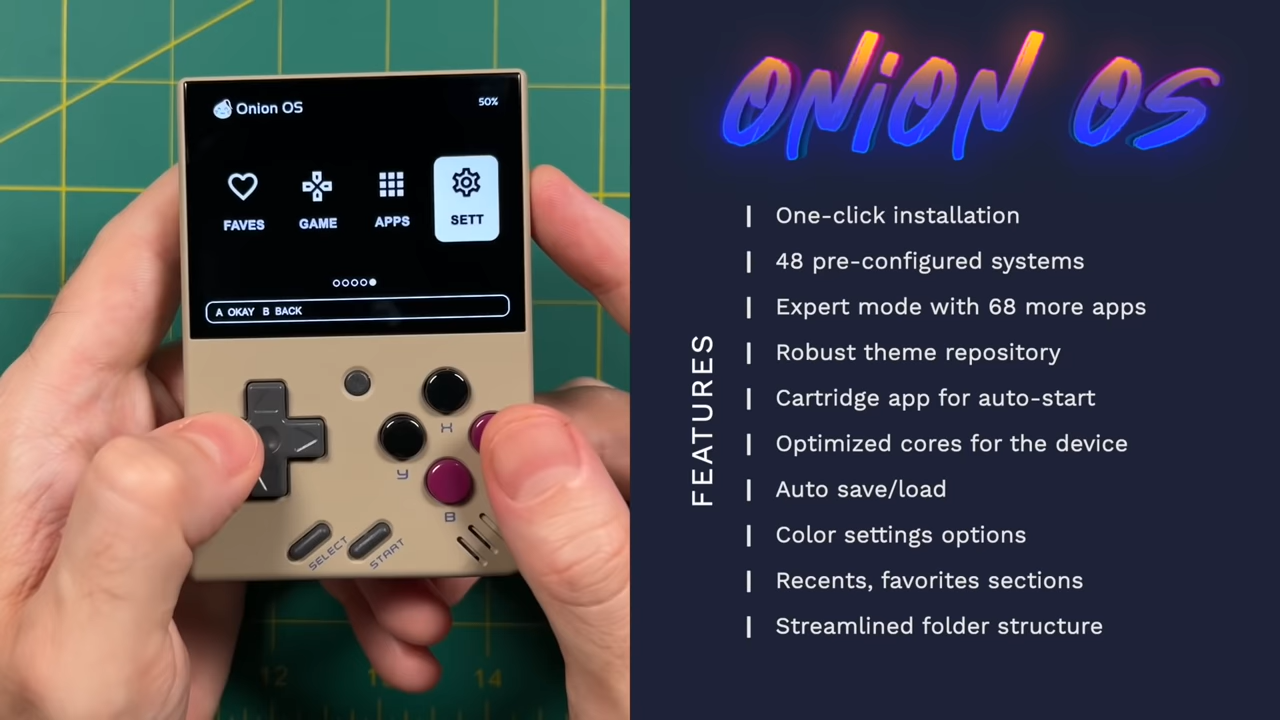 Onion OS
50%
FAVES
GAME
APPS
SETT
A OKAY B BACK
X
Y
B
SELECT
START
12
14
ONiON OS
FEATURES
One-click installation
48 pre-configured systems
Expert mode with 68 more apps
Robust theme repository
Cartridge app for auto-start
Optimized cores for the device
Auto save/load
Color settings options
Recents, favorites sections
Streamlined folder structure